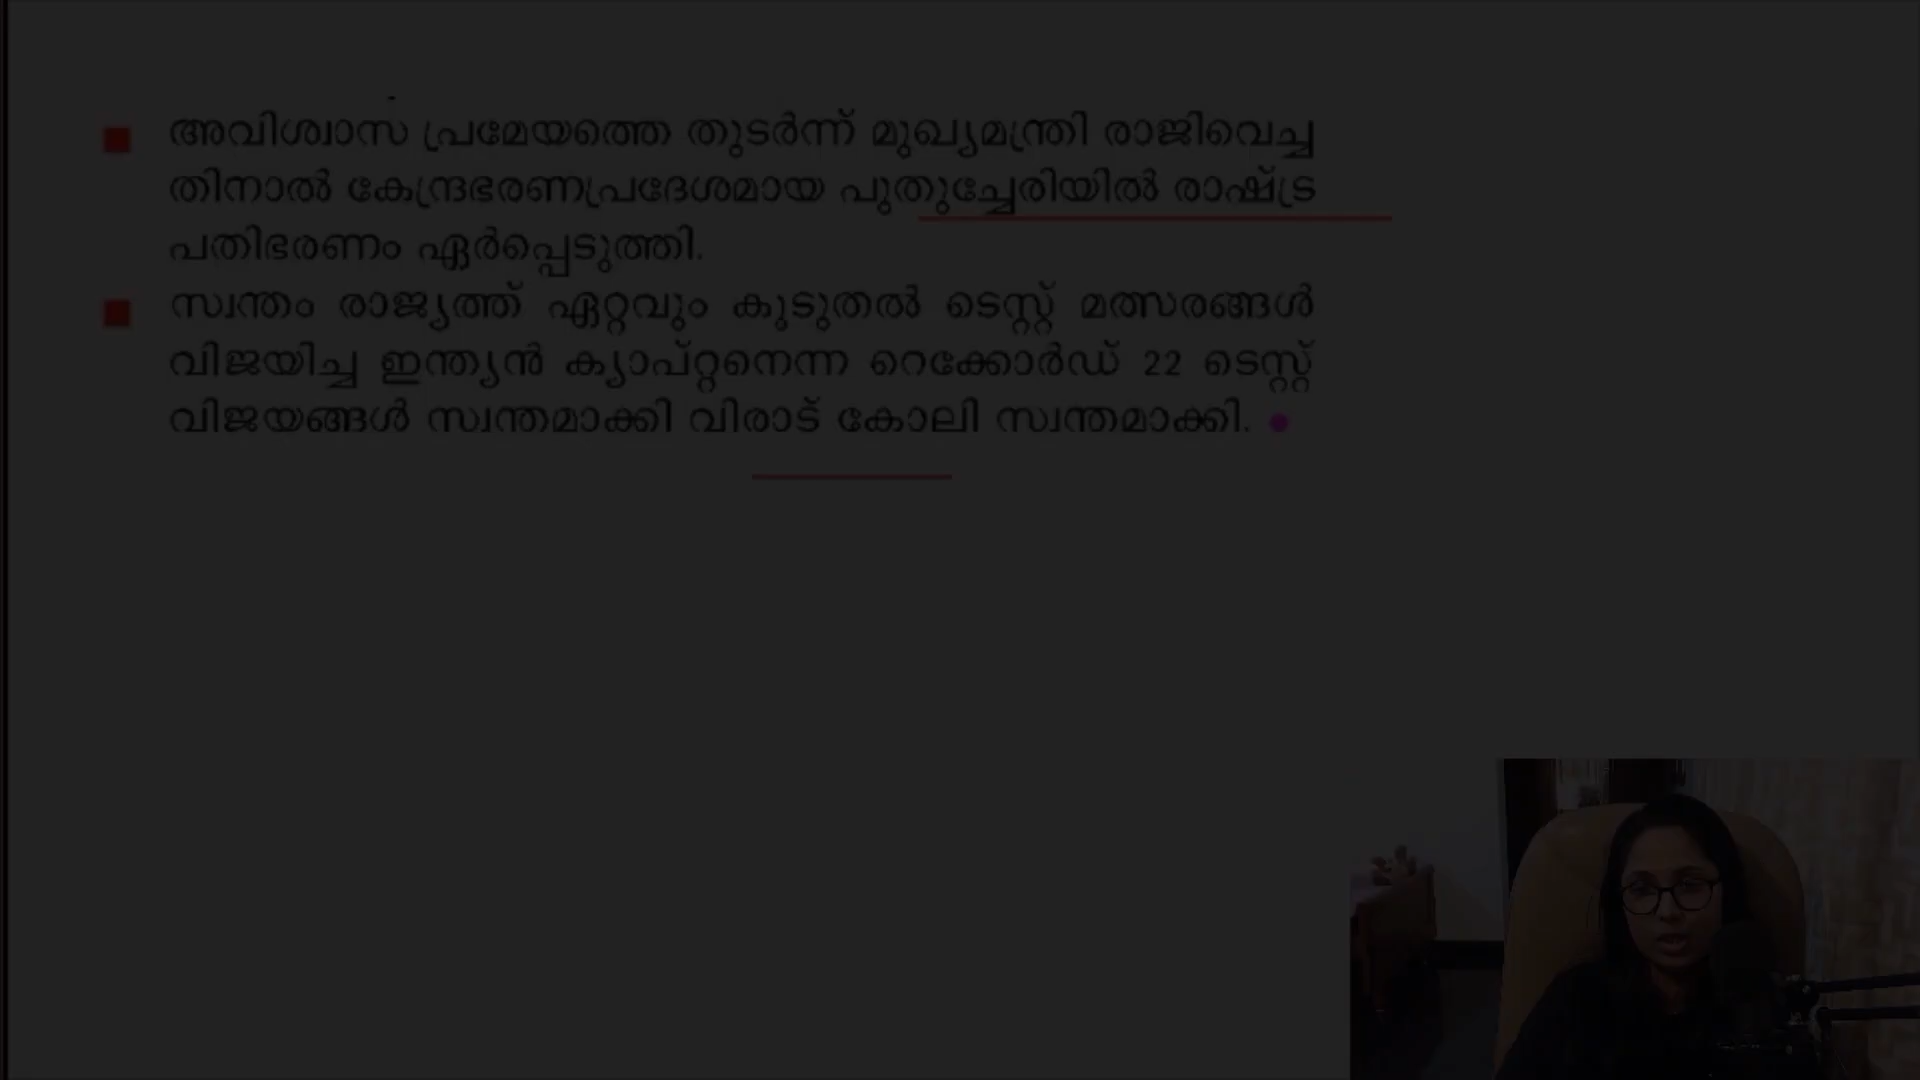 അവിശ്വാസ പ്രമേയത്തെ തുടർന്ന് മുഖ്യമന്ത്രി രാജിവെച്ച
തിനാൽ കേന്ദ്രഭരണപ്രദേശമായ പുതുച്ചേരിയിൽ രാഷ്ട്ര
പതിഭരണം ഏർപ്പെടുത്തി.
സ്വന്തം രാജ്യത്ത് ഏറ്റവും കൂടുതൽ ടെസ്റ്റ് മത്സരങ്ങൾ
വിജയിച്ച ഇന്ത്യൻ ക്യാപ്റ്റനെന്ന റെക്കോർഡ് 22 ടെസ്റ്റ്
വിജയങ്ങൾ സ്വന്തമാക്കി വിരാട് കോലി സ്വന്തമാക്കി.